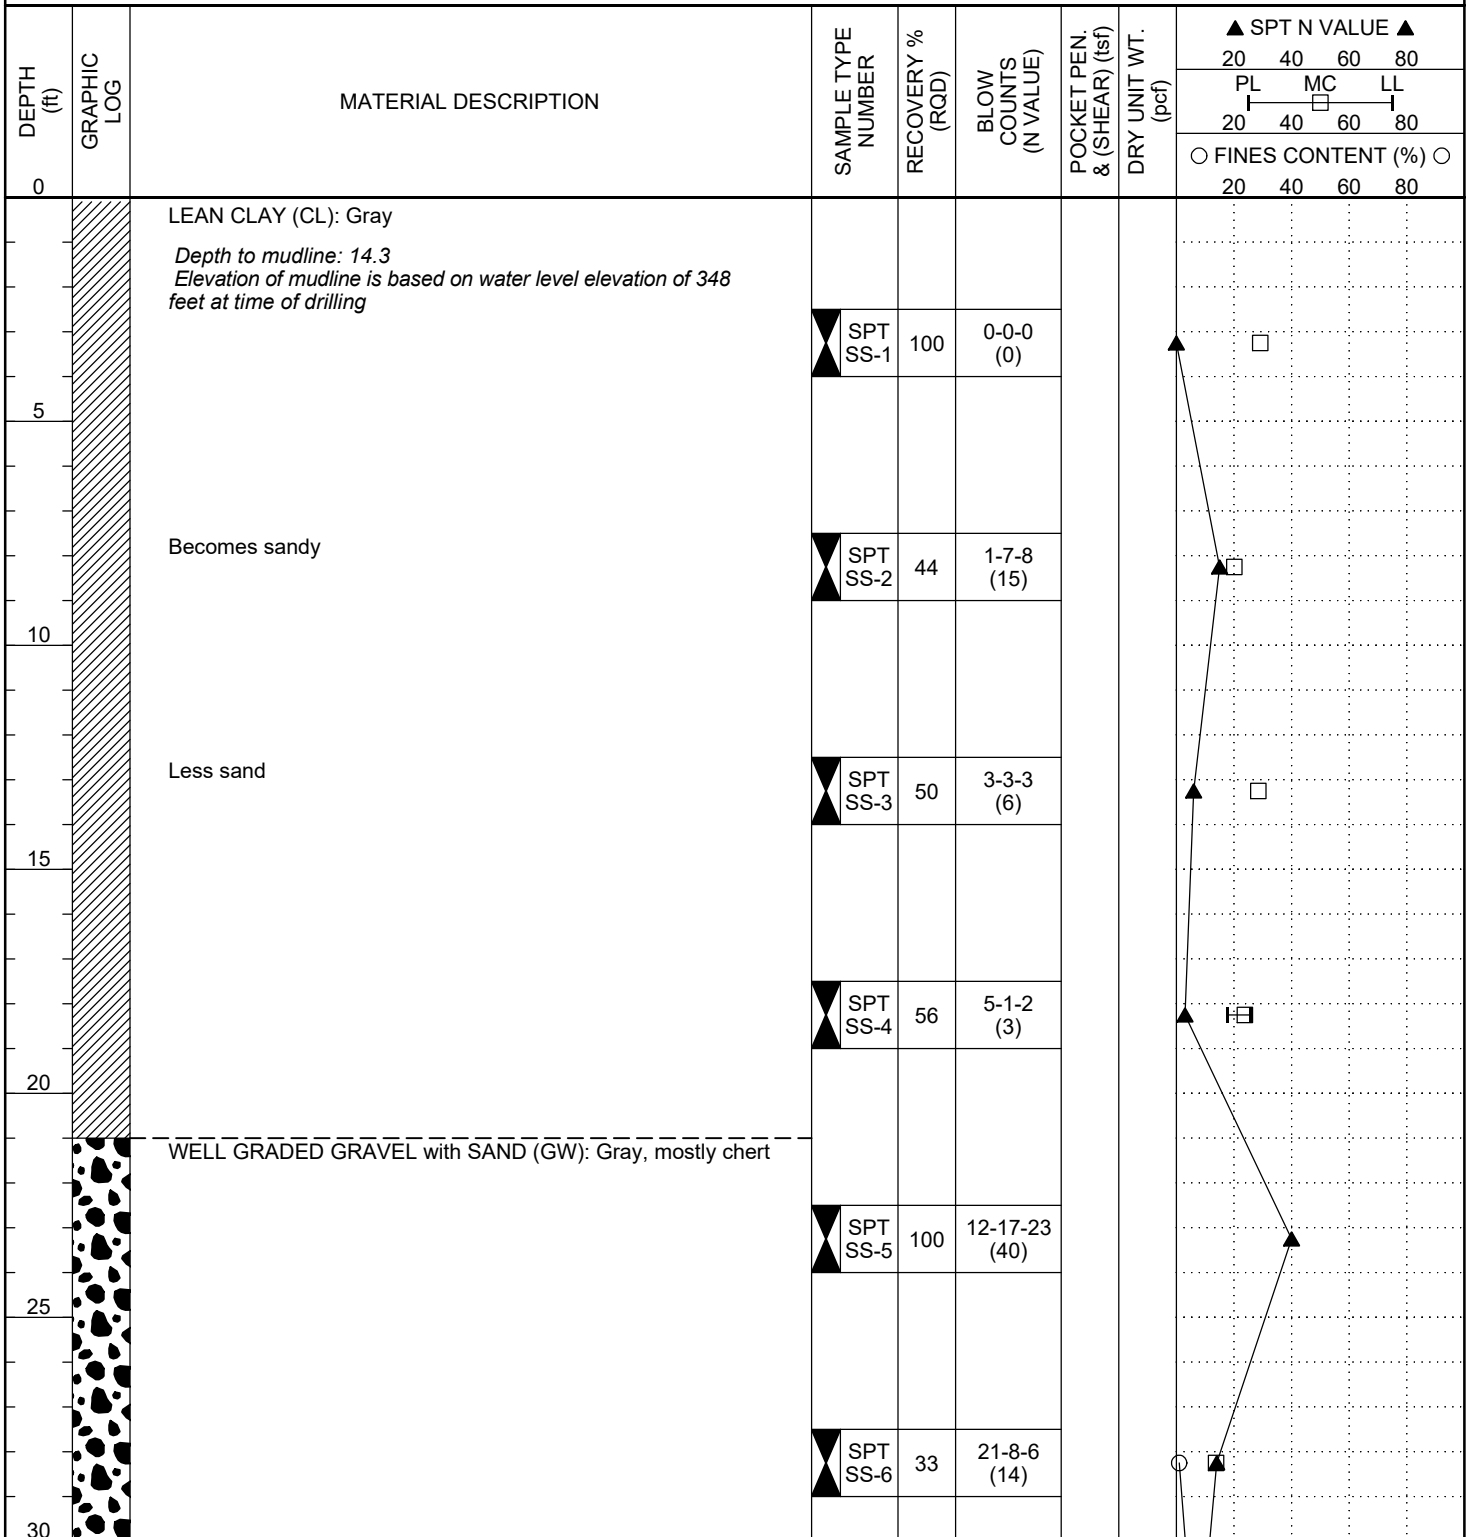 DEPTH
(ft)
GRAPHIC
LOG
MATERIAL DESCRIPTION
SAMPLE TYPE
NUMBER
RECOVERY %
(RQD)
BLOW
COUNTS
(N VALUE)
POCKET PEN.
& (SHEAR) (tsf)
DRY UNIT WT.
(pcf)
▲ SPT N VALUE ▲
20 40 60 80
PL MC LL
20 40 60 80
○ FINES CONTENT (%) ○
20 40 60 80
0
LEAN CLAY (CL): Gray
Depth to mudline: 14.3
Elevation of mudline is based on water level elevation of 348
feet at time of drilling
SPT
SS-1
100
0-0-0
(0)
5
Becomes sandy
SPT
SS-2
44
1-7-8
(15)
10
Less sand
SPT
SS-3
50
3-3-3
(6)
15
SPT
SS-4
56
5-1-2
(3)
20
WELL GRADED GRAVEL with SAND (GW): Gray, mostly chert
SPT
SS-5
100
12-17-23
(40)
25
SPT
SS-6
33
21-8-6
(14)
30